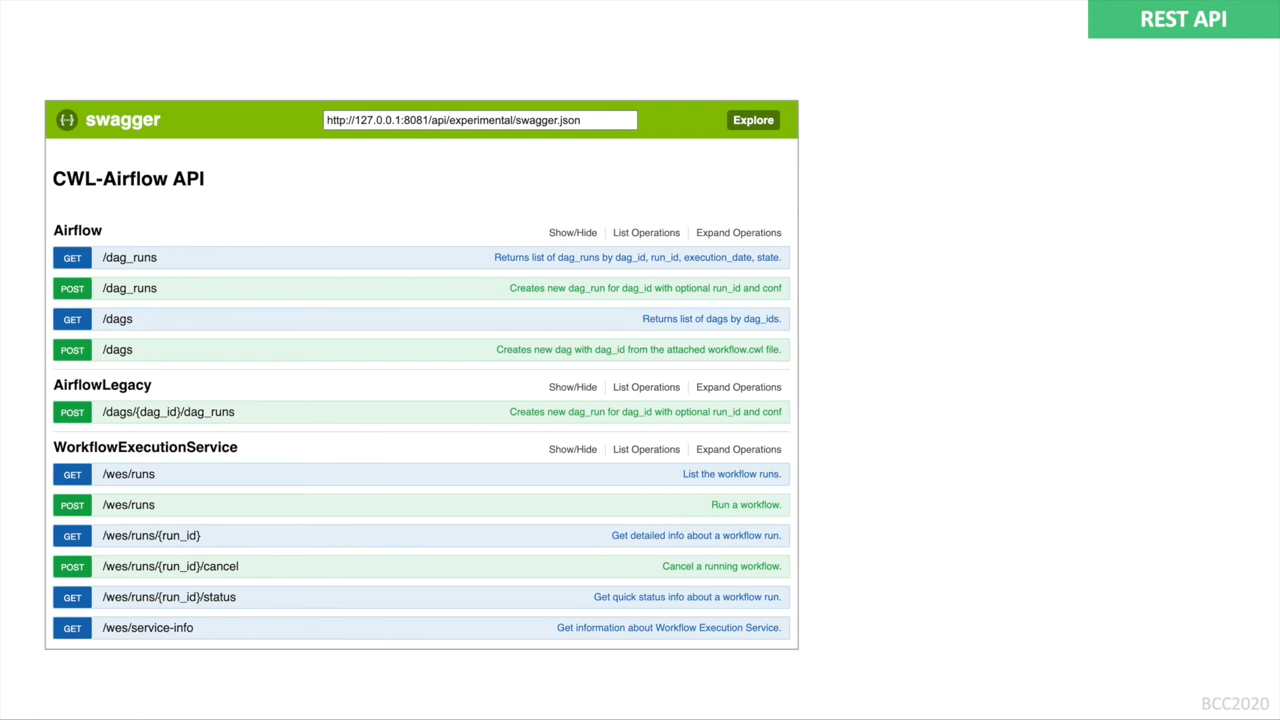 REST API
swagger http://127.0.0.1:8081/api/experimental/swagger.json Explore
CWL-Airflow API
Airflow Show/Hide List Operations Expand Operations
GET /dag_runs Returns list of dag_runs by dag_id, run_id, execution_date, state.
POST /dag_runs Creates new dag_run for dag_id with optional run_id and conf
GET /dags Returns list of dags by dag_ids.
POST /dags Creates new dag with dag_id from the attached workflow.cwl file.
AirflowLegacy Show/Hide List Operations Expand Operations
POST /dags/{dag_id}/dag_runs Creates new dag_run for dag_id with optional run_id and conf
WorkflowExecutionService Show/Hide List Operations Expand Operations
GET /wes/runs List the workflow runs.
POST /wes/runs Run a workflow.
GET /wes/runs/{run_id} Get detailed info about a workflow run.
POST /wes/runs/{run_id}/cancel Cancel a running workflow.
GET /wes/runs/{run_id}/status Get quick status info about a workflow run.
GET /wes/service-info Get information about Workflow Execution Service.
BCC2020